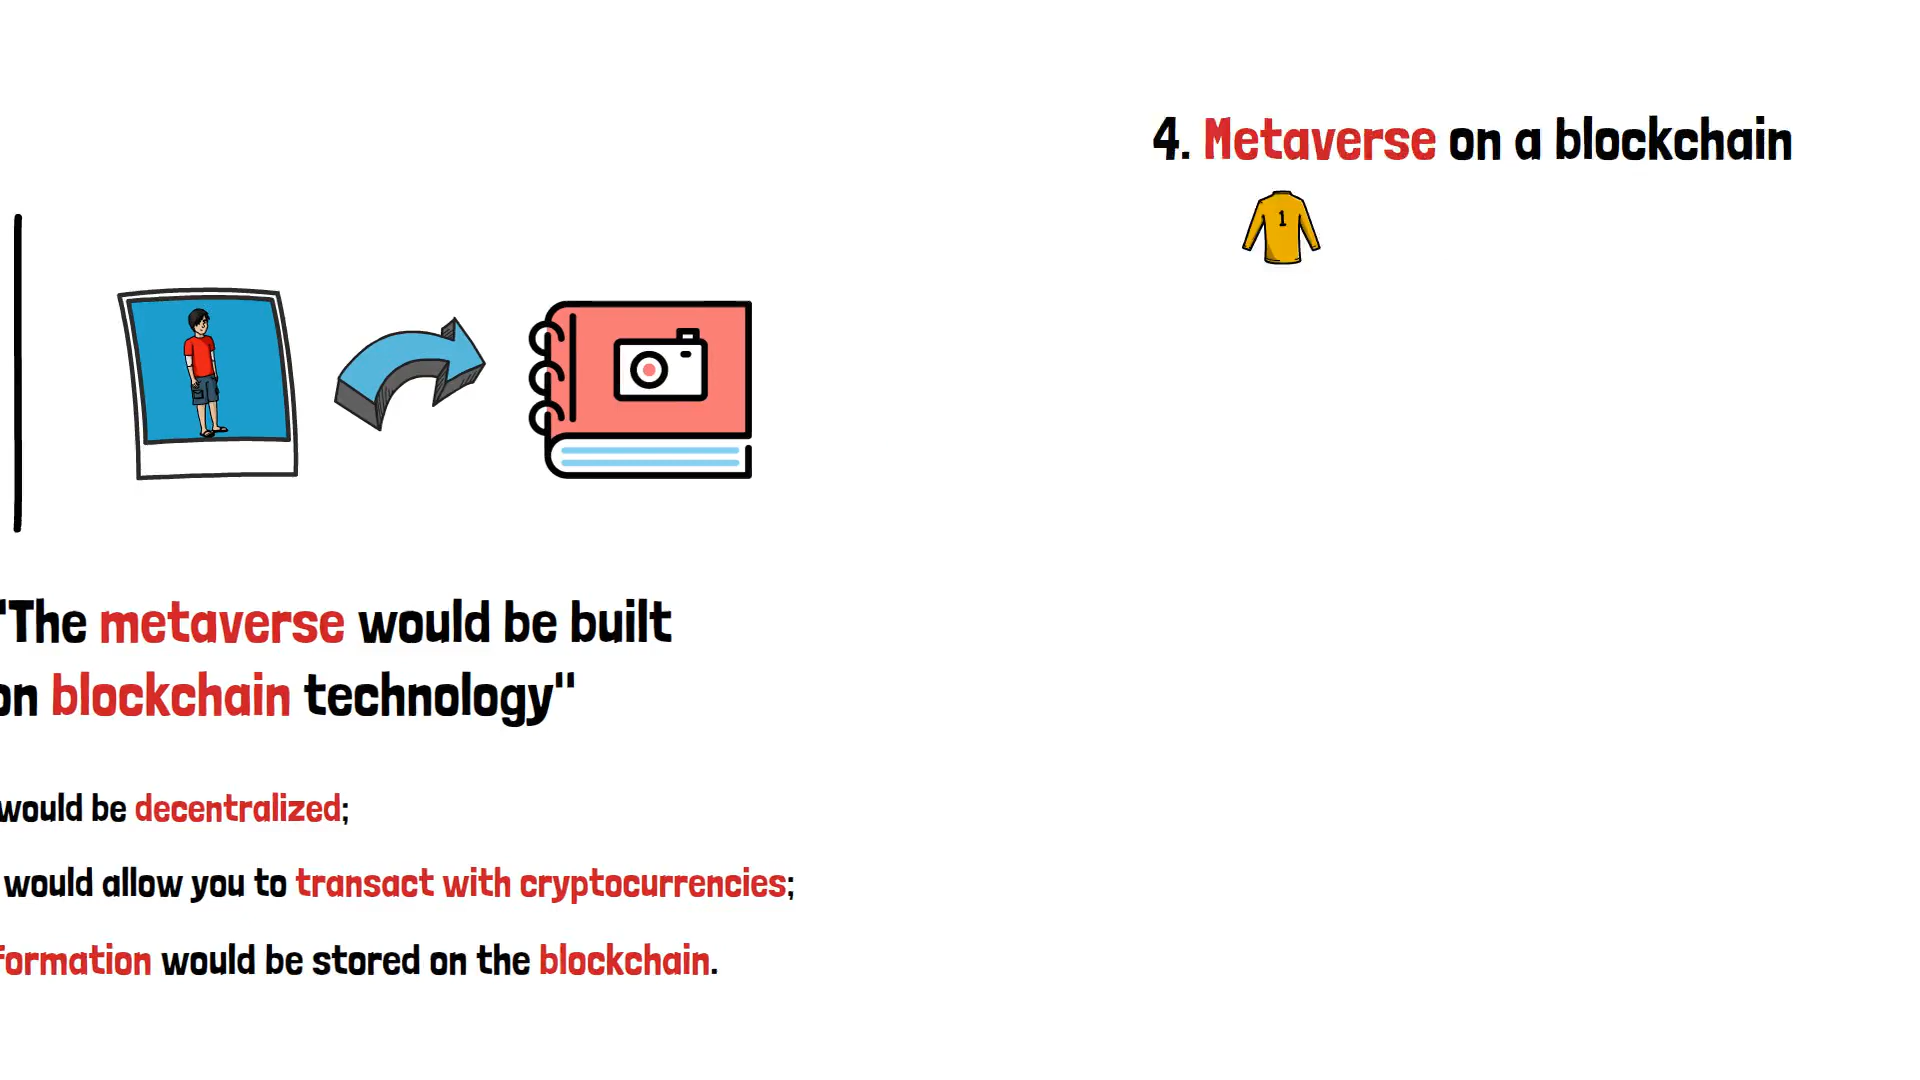 4. Metaverse on a blockchain
1
"The metaverse would be built
on blockchain technology"
would be decentralized;
would allow you to transact with cryptocurrencies;
formation would be stored on the blockchain.